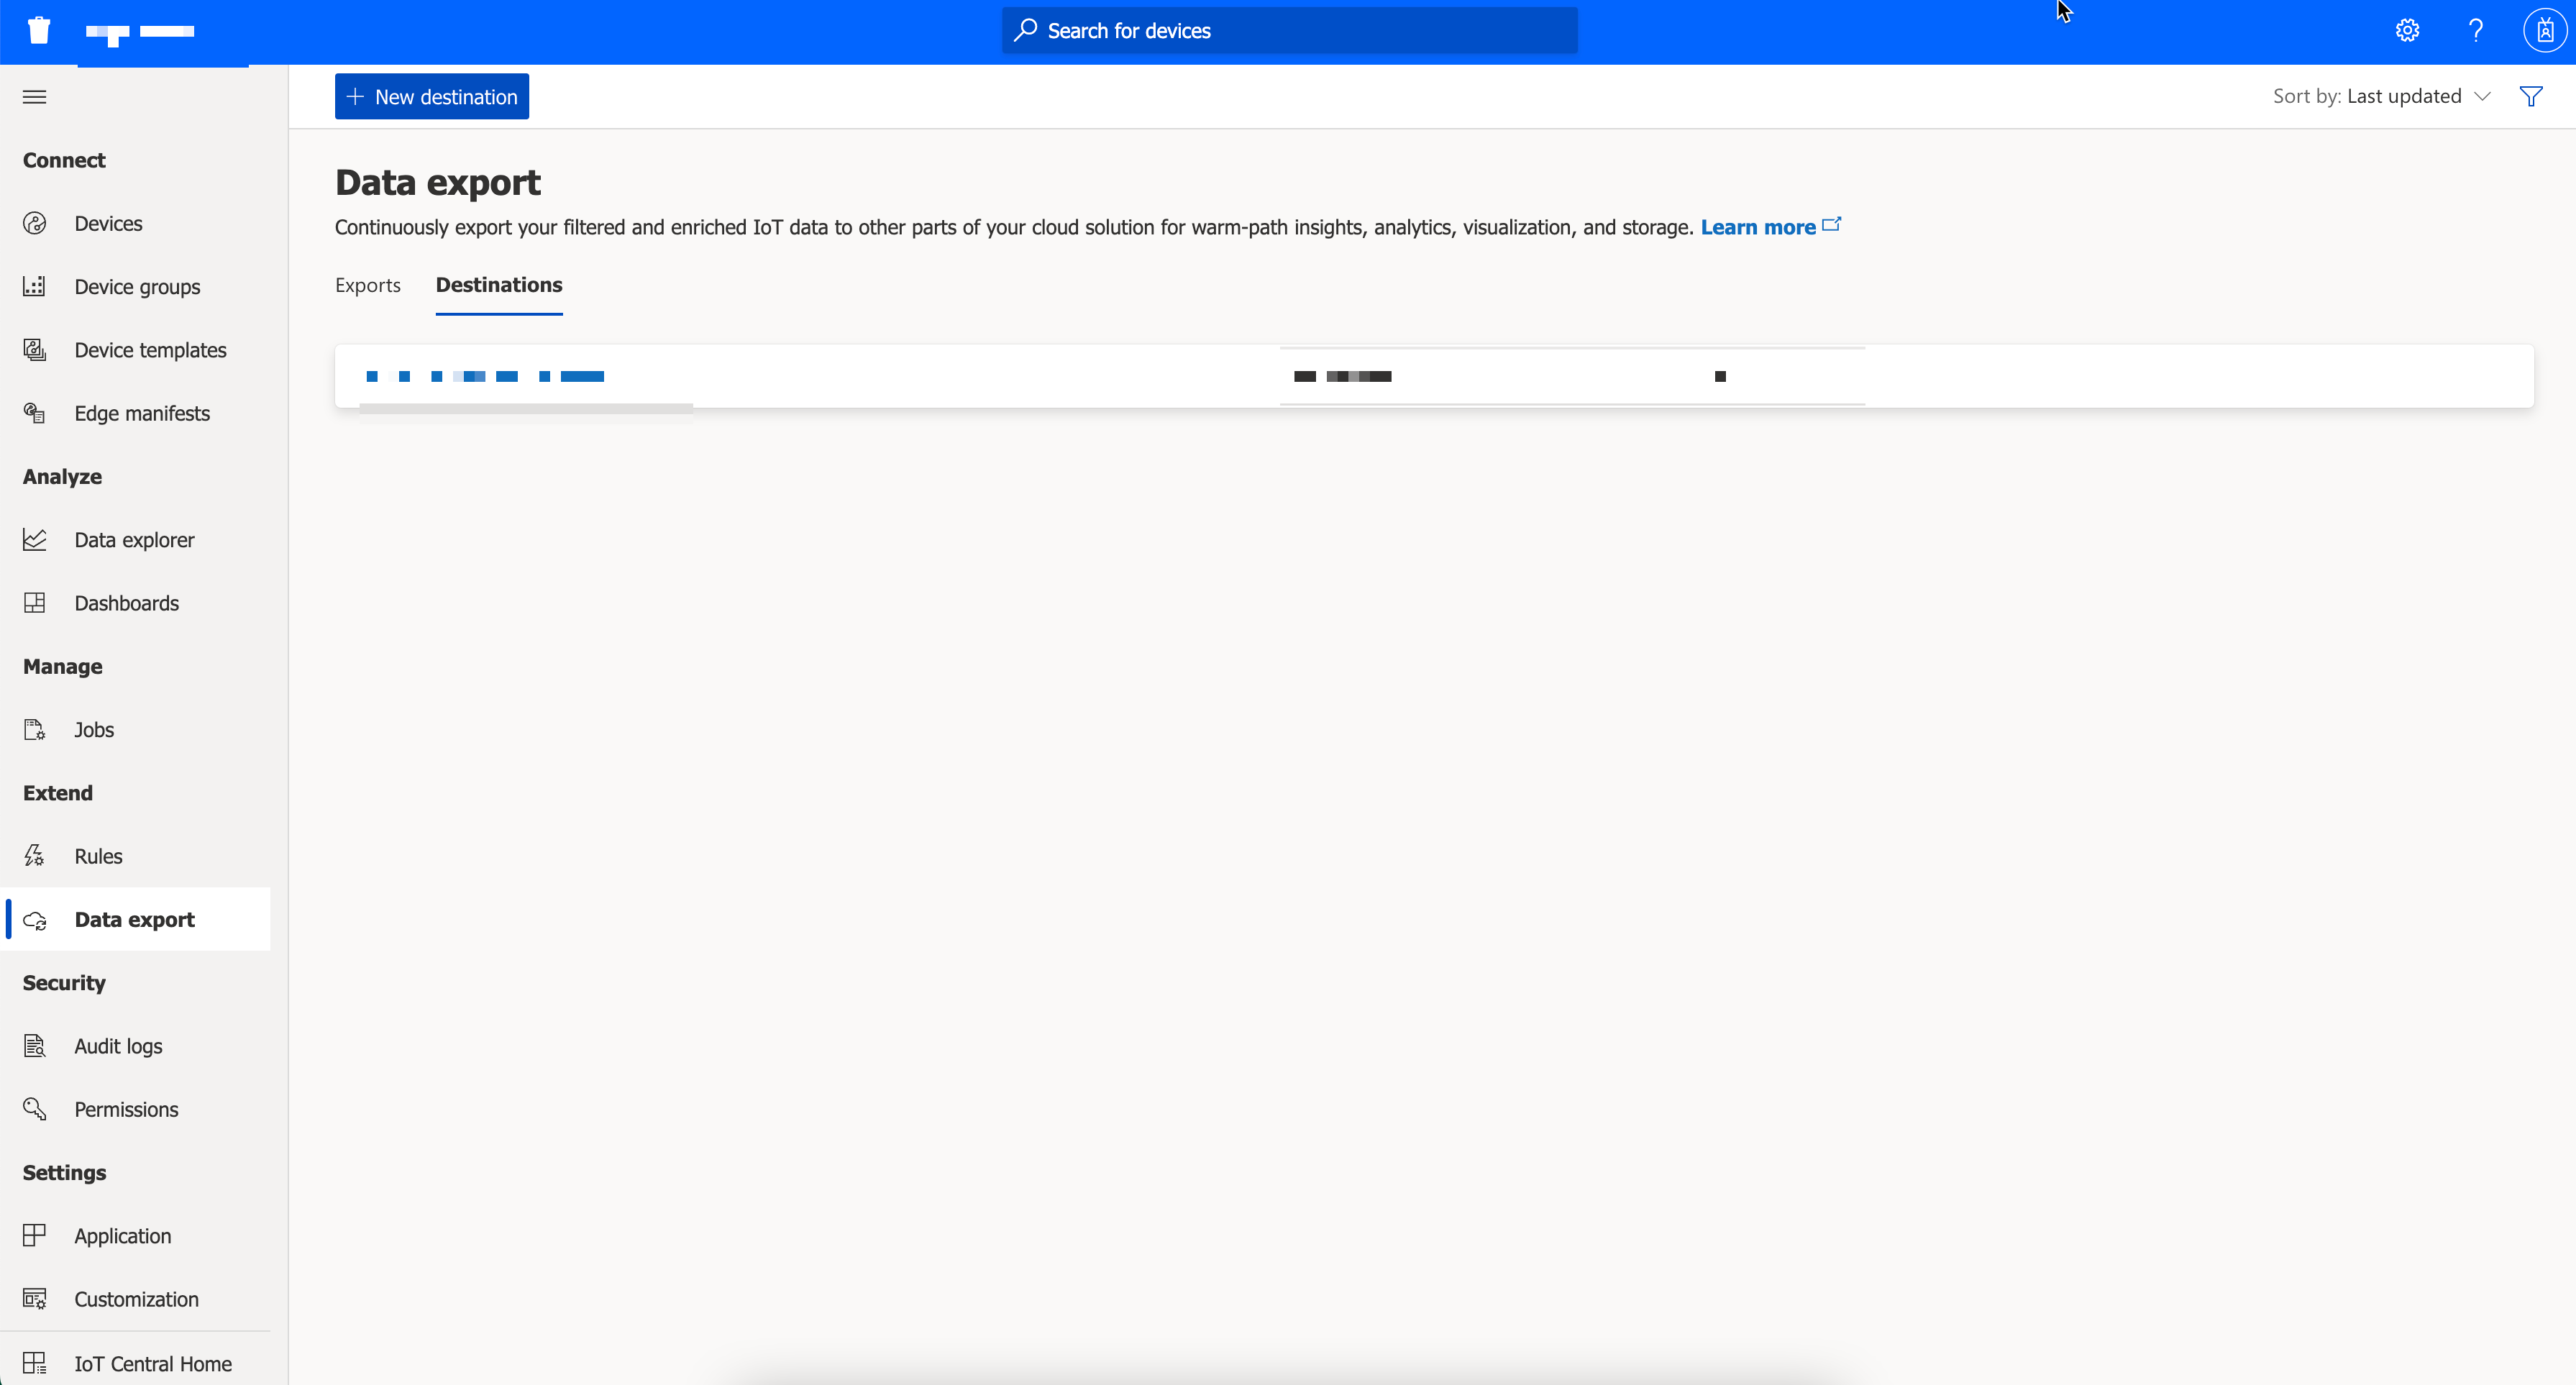 Search for devices
New destination
Sort by: Last updated
Connect
Devices
Device groups
Device templates
Edge manifests
Analyze
Data explorer
Dashboards
Manage
Jobs
Extend
Rules
Data export
Security
Audit logs
Permissions
Settings
Application
Customization
IoT Central Home
Data export
Continuously export your filtered and enriched IoT data to other parts of your cloud solution for warm-path insights, analytics, visualization, and storage. Learn more
Exports Destinations